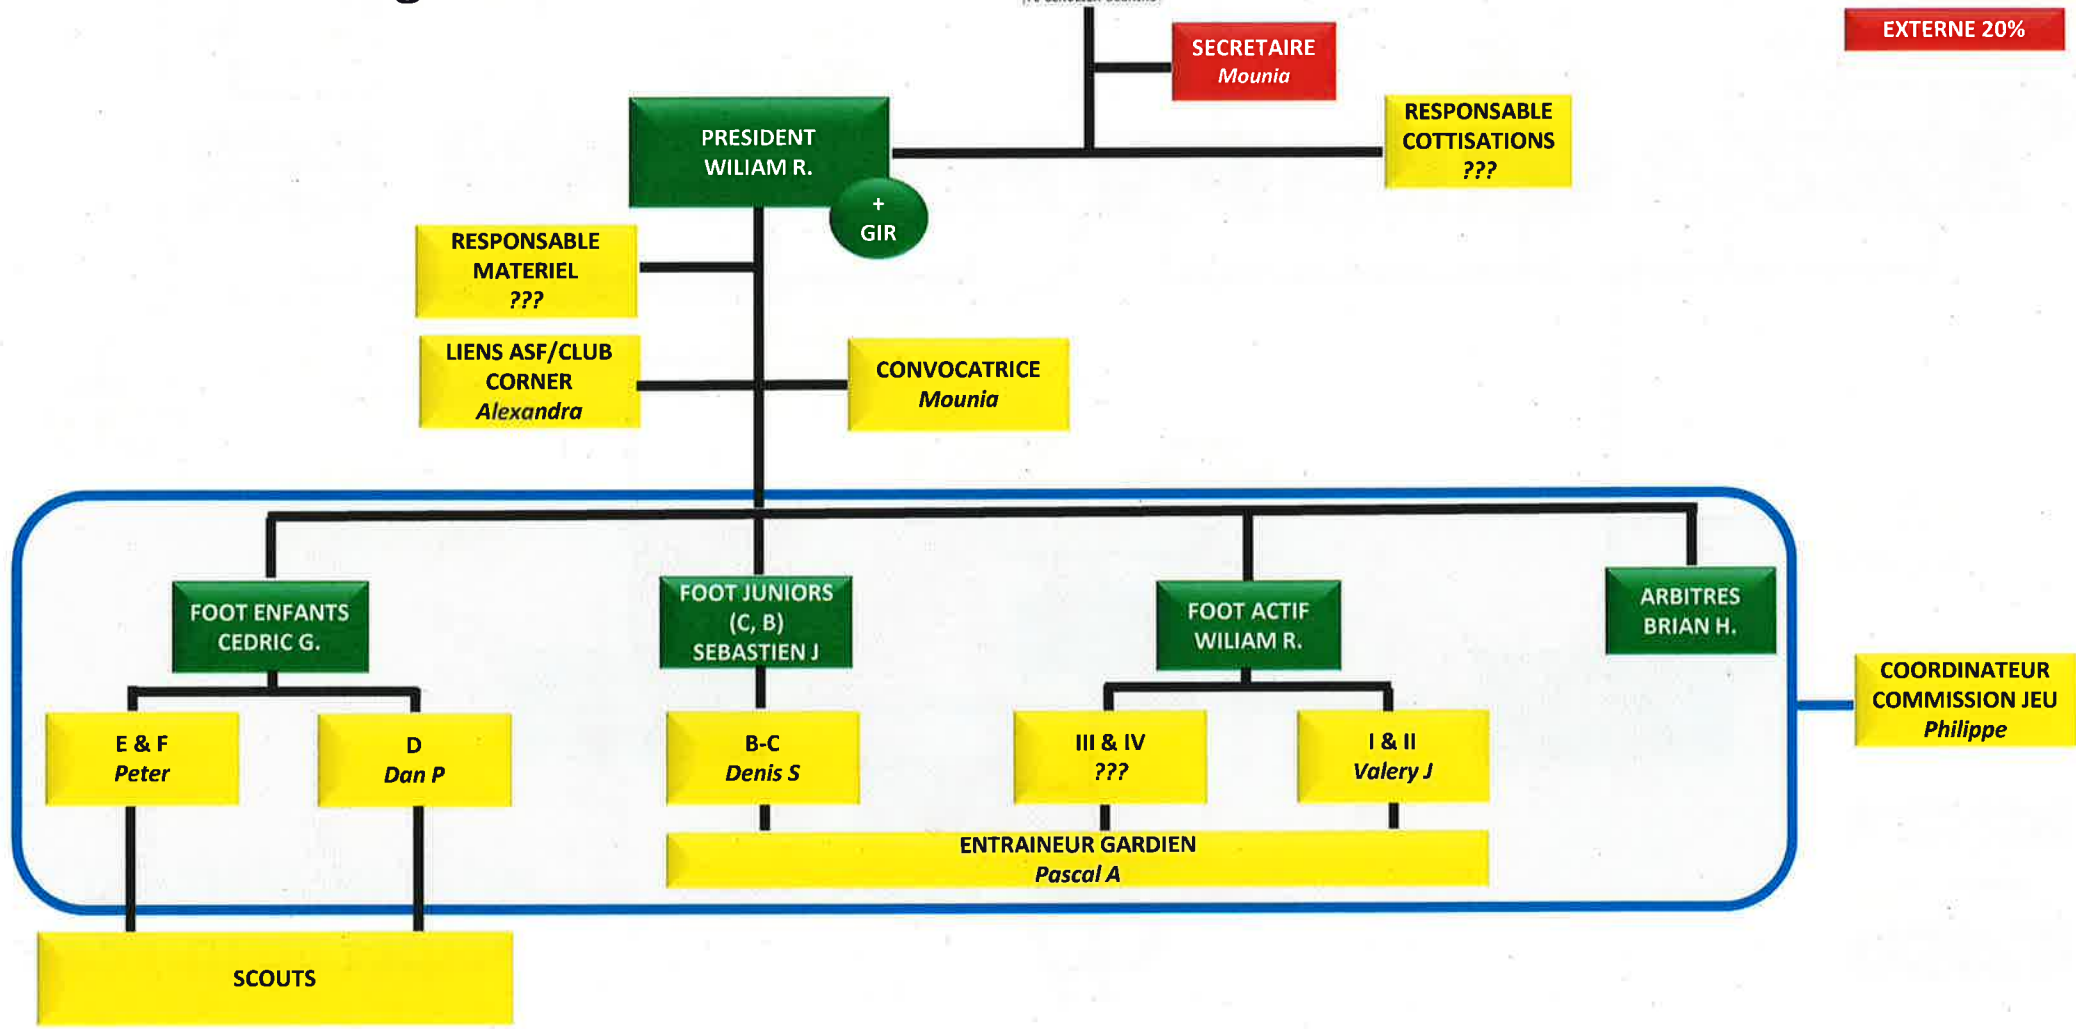 EXTERNE 20%
SECRETAIRE
Mounia
RESPONSABLE
COTTISATIONS
???
PRESIDENT
WILIAM R.
+
GIR
RESPONSABLE
MATERIEL
???
LIENS ASF/CLUB
CORNER
Alexandra
CONVOCATRICE
Mounia
FOOT ENFANTS
CEDRIC G.
FOOT JUNIORS
(C, B)
SEBASTIEN J
FOOT ACTIF
WILIAM R.
ARBITRES
BRIAN H.
COORDINATEUR
COMMISSION JEU
Philippe
E & F
Peter
D
Dan P
B-C
Denis S
III & IV
???
I & II
Valery J
ENTRAINEUR GARDIEN
Pascal A
SCOUTS